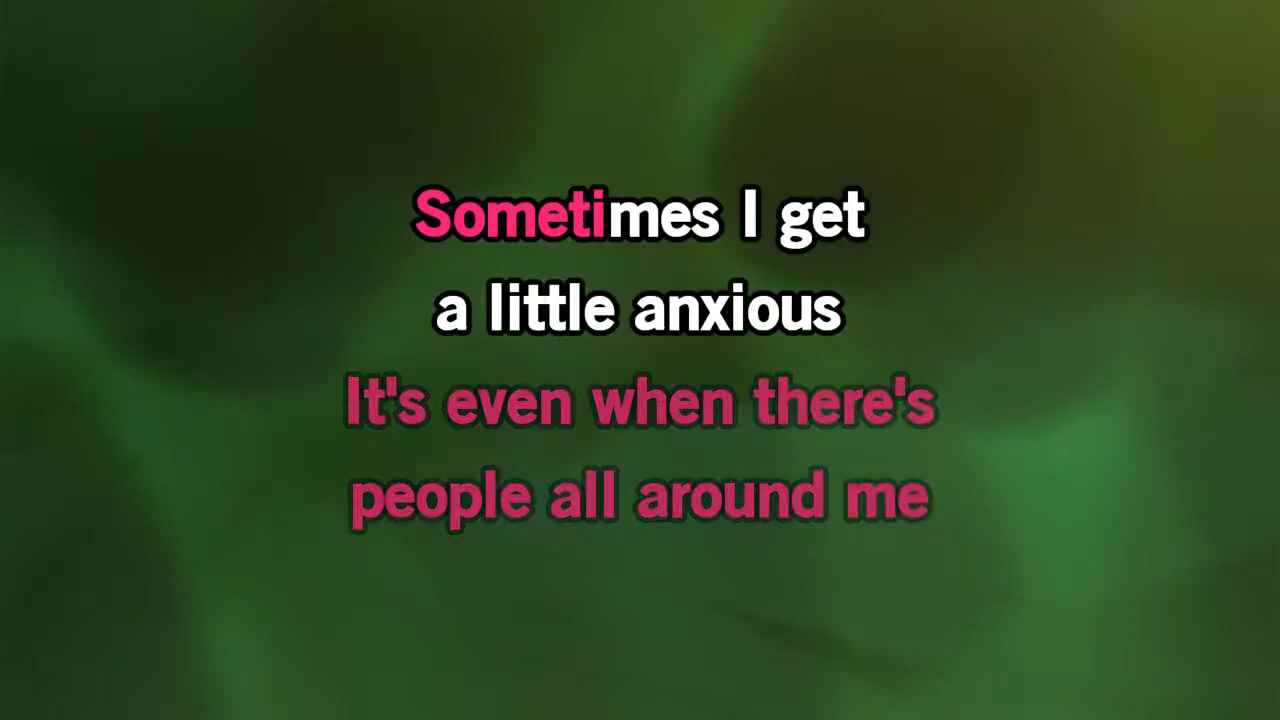 Sometimes I get
a little anxious
It's even when there's
people all around me